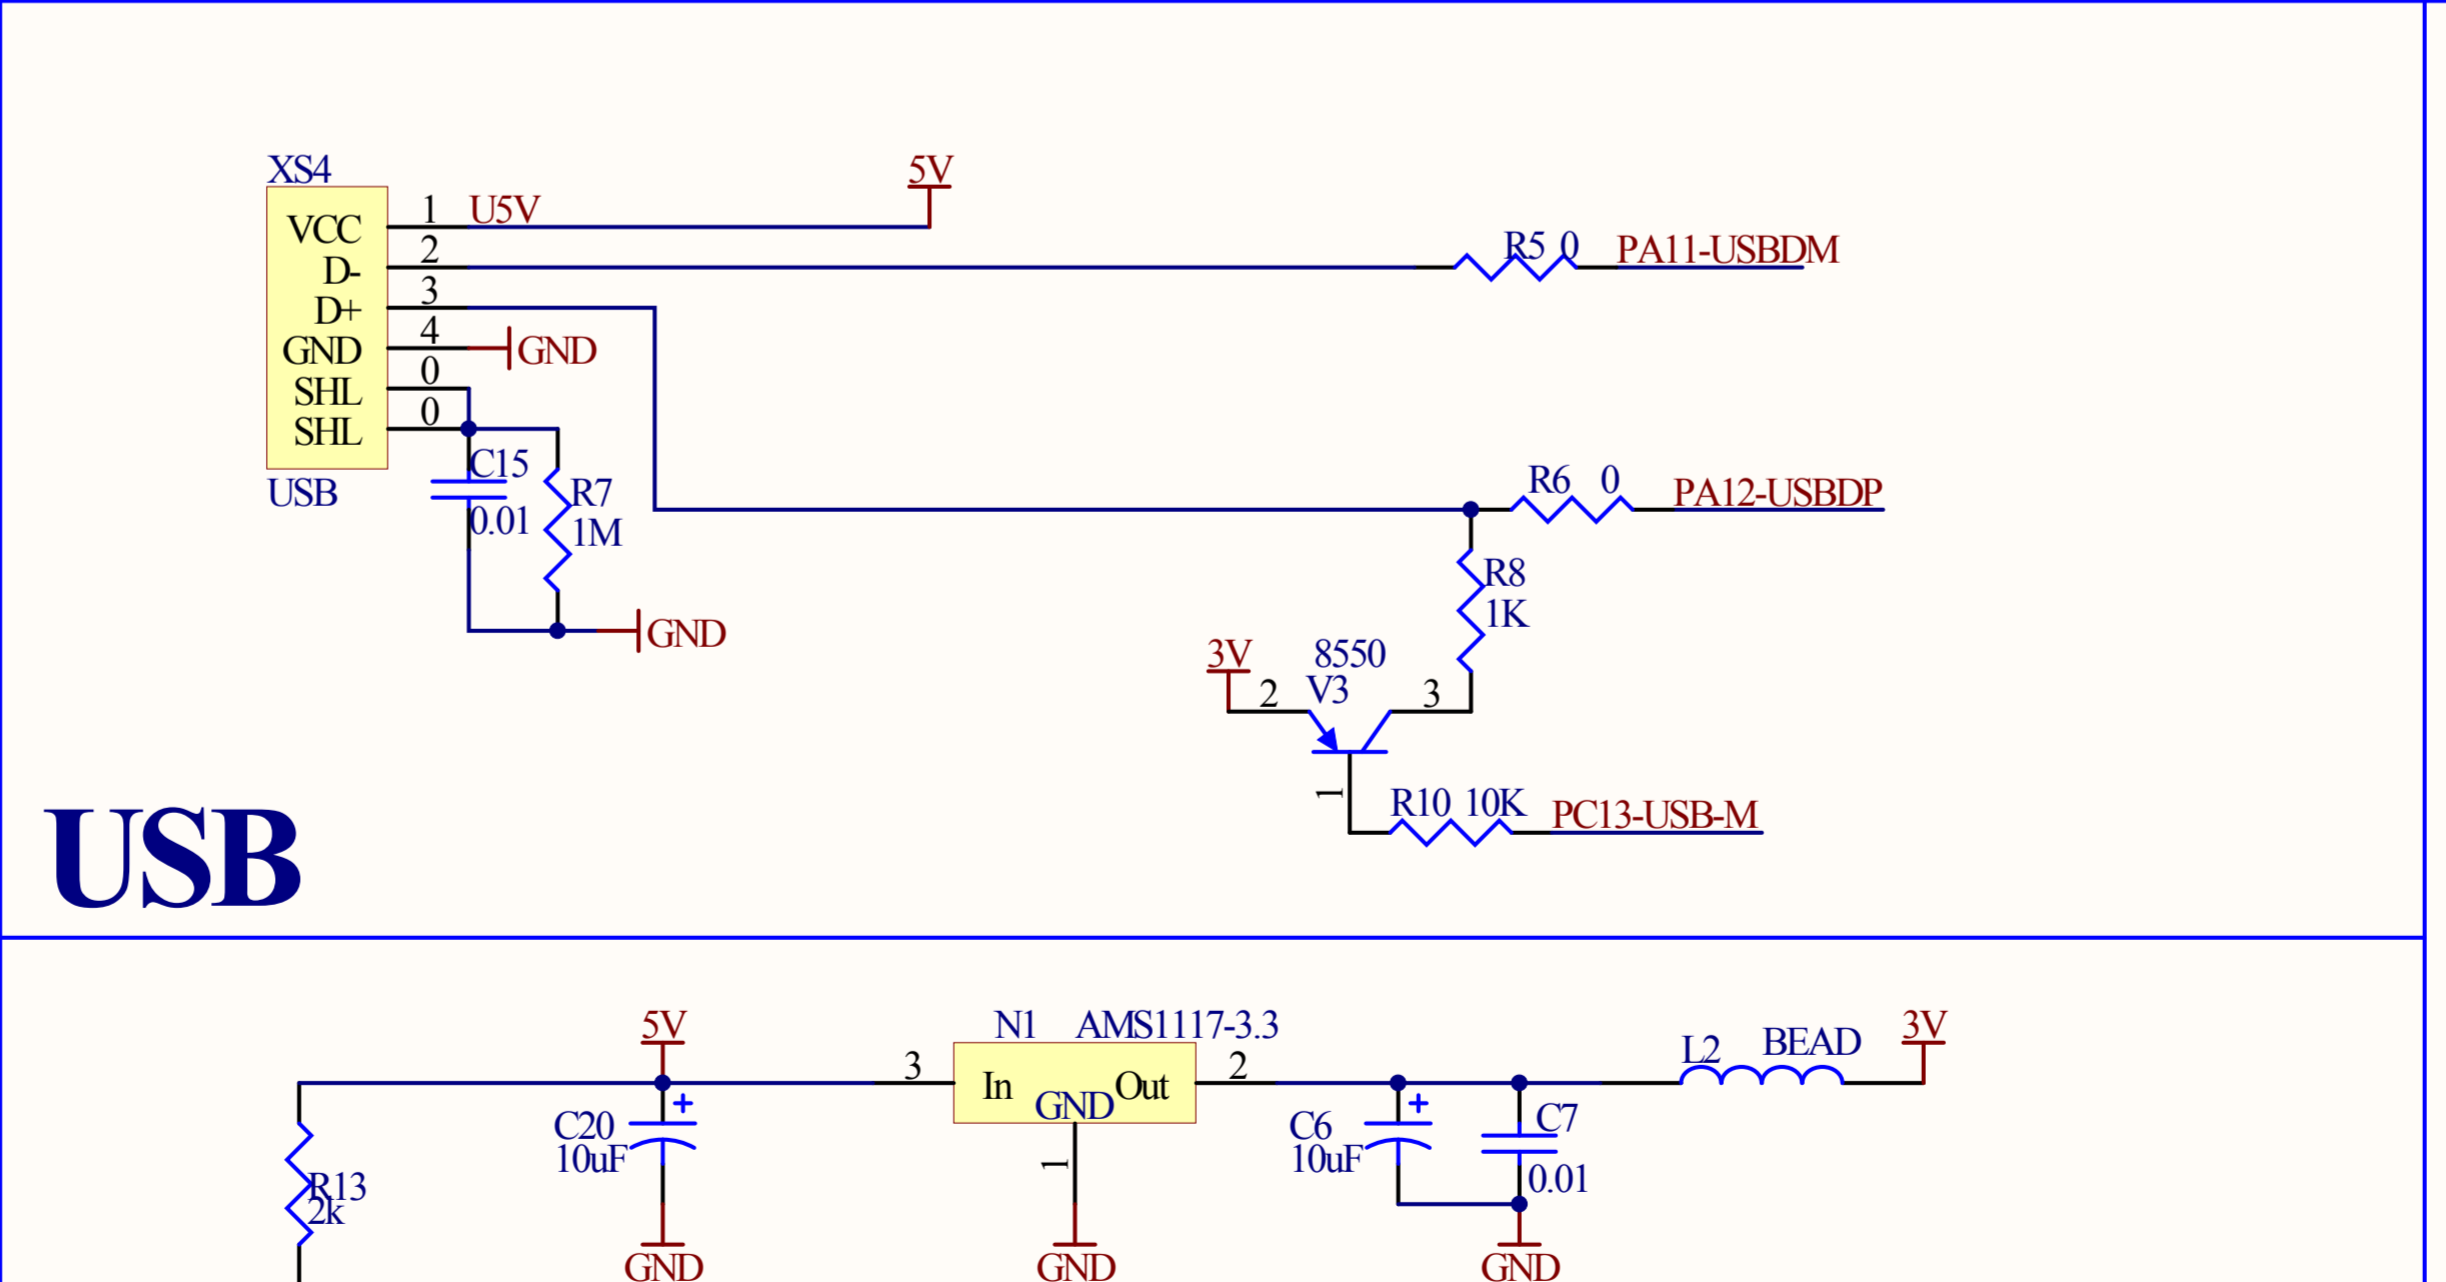 XS4
VCC 1 U5V
5V
D- 2
D+ 3
GND 4 GND
SHL 0
SHL 0
USB
C15
0.01
R7
1M
GND
R5 0 PA11-USBDM
R6 0 PA12-USBDP
R8
1K
3V
8550
2 V3 3
1
R10 10K PC13-USB-M
USB
5V
N1 AMS1117-3.3
3 In GND Out 2
1
L2 BEAD
3V
C20
10uF
C6
10uF
C7
0.01
R13
2k
+
+
GND
GND
GND